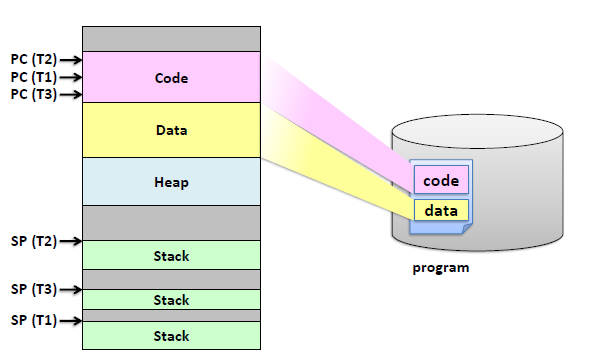 PC (T2)
PC (T1)
PC (T3)
Code
Data
Heap
SP (T2)
Stack
SP (T3)
Stack
SP (T1)
Stack
code
data
program